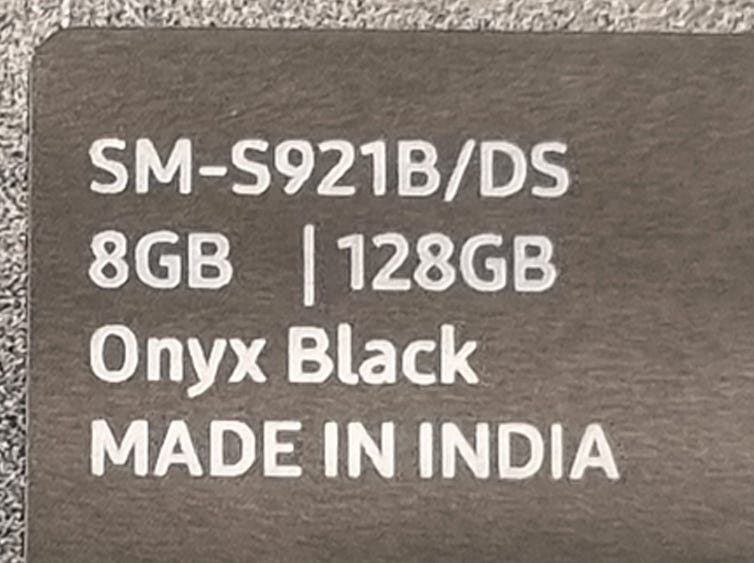 SM-S921B/DS
8GB | 128GB
Onyx Black
MADE IN INDIA